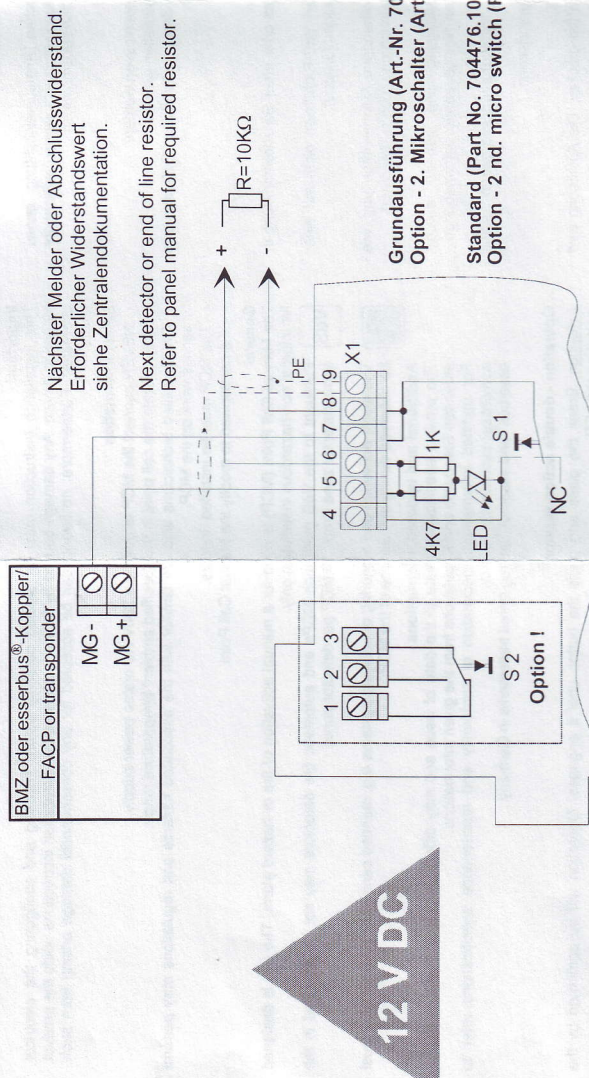 BMZ oder esserbus®-Koppler/
FACP or transponder
MG -
MG +
Nächster Melder oder Abschlusswiderstand.
Erforderlicher Widerstandswert
siehe Zentralendokumentation.
Next detector or end of line resistor.
Refer to panel manual for required resistor.
+
-
R=10KΩ
PE
1 2 3
4 5 6 7 8 9
X1
4K7
1K
LED
S 1
NC
S 2
Option !
12 V DC
Grundausführung (Art.-Nr. 70
Option - 2. Mikroschalter (Art
Standard (Part No. 704476.10
Option - 2 nd. micro switch (P